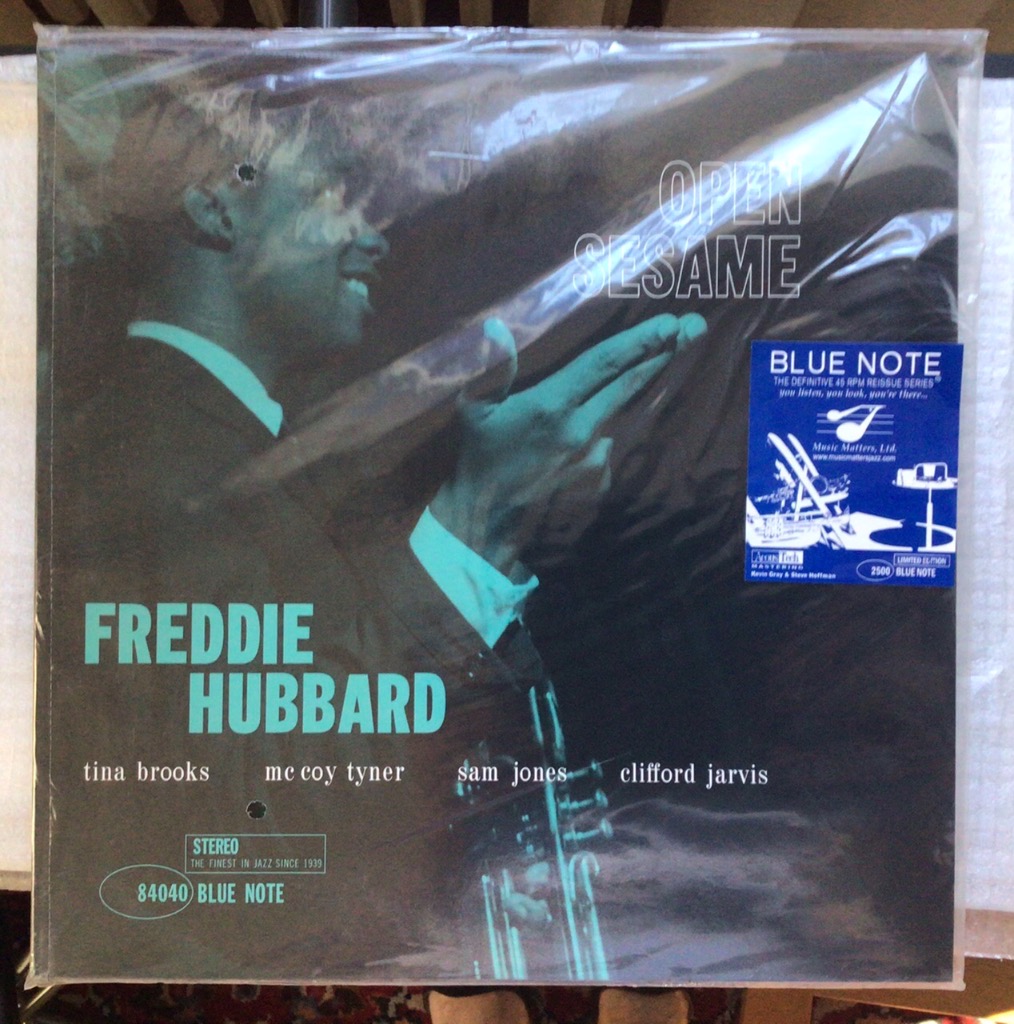 OPEN
SESAME
BLUE NOTE
THE DEFINITIVE 45 RPM REISSUE SERIES®
you listen, you look, you're there...
Music Matters, Ltd.
www.musicmattersjazz.com
AcousTech
MASTERING
Kevin Gray & Steve Hoffman
LIMITED EDITION
2500 BLUE NOTE
FREDDIE
HUBBARD
tina brooks mc coy tyner sam jones clifford jarvis
STEREO
THE FINEST IN JAZZ SINCE 1939
84040 BLUE NOTE